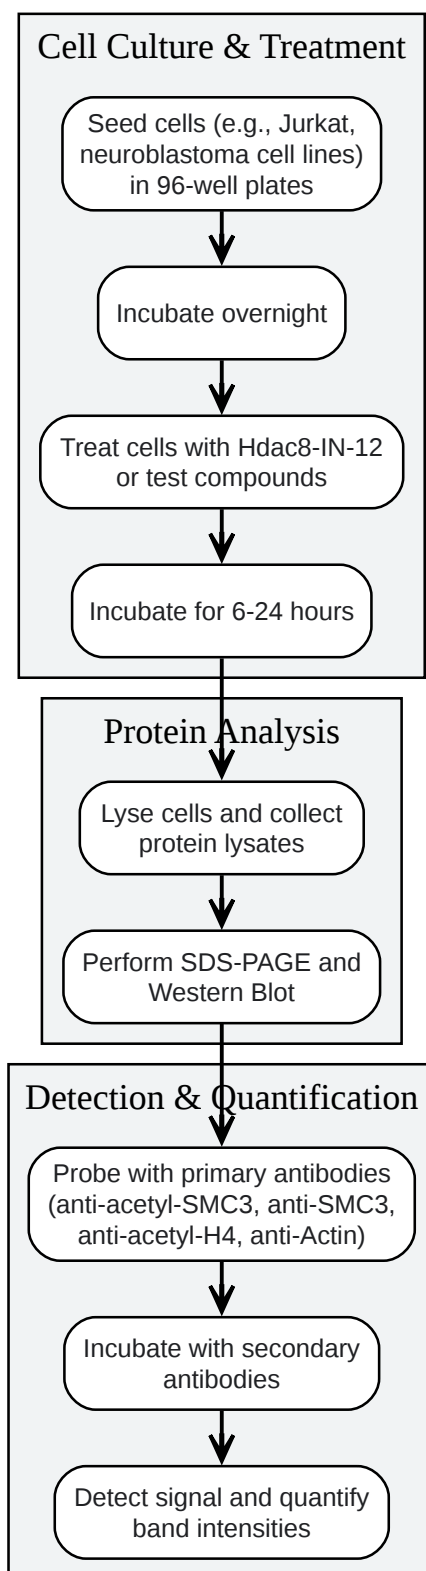 Cell Culture & Treatment
Seed cells (e.g., Jurkat,
neuroblastoma cell lines)
in 96-well plates
Incubate overnight
Treat cells with Hdac8-IN-12
or test compounds
Incubate for 6-24 hours
Protein Analysis
Lyse cells and collect
protein lysates
Perform SDS-PAGE and
Western Blot
Detection & Quantification
Probe with primary antibodies
(anti-acetyl-SMC3, anti-SMC3,
anti-acetyl-H4, anti-Actin)
Incubate with secondary
antibodies
Detect signal and quantify
band intensities